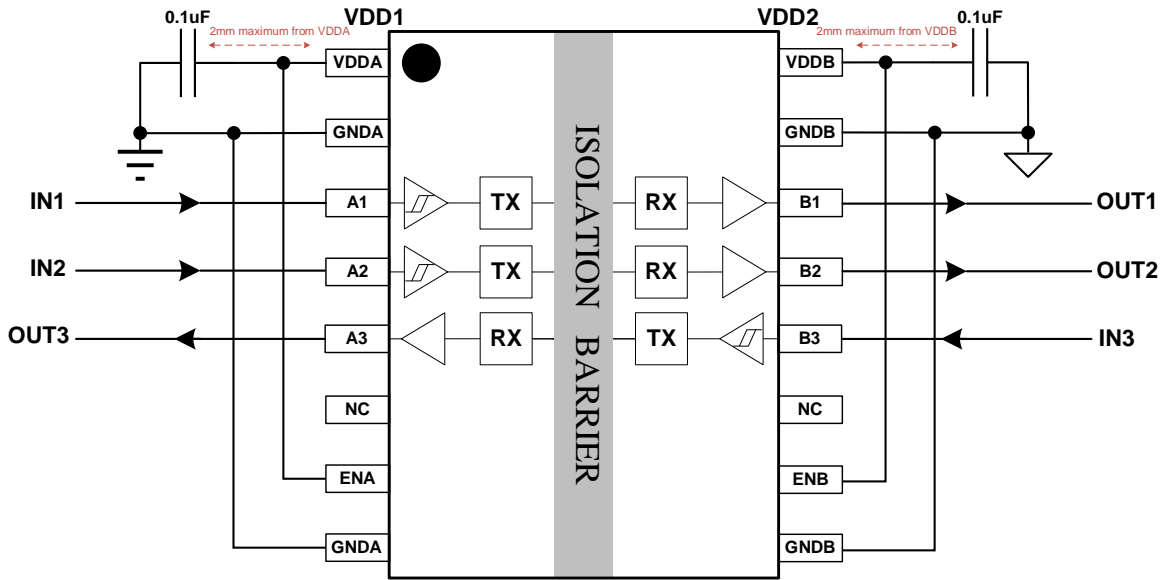 0.1uF
VDD1
VDD2
0.1uF
2mm maximum from VDDA
2mm maximum from VDDB
VDDA
VDDB
GNDA
GNDB
IN1
A1
TX
RX
B1
OUT1
IN2
A2
TX
RX
B2
OUT2
OUT3
A3
RX
TX
B3
IN3
ISOLATION BARRIER
NC
NC
ENA
ENB
GNDA
GNDB